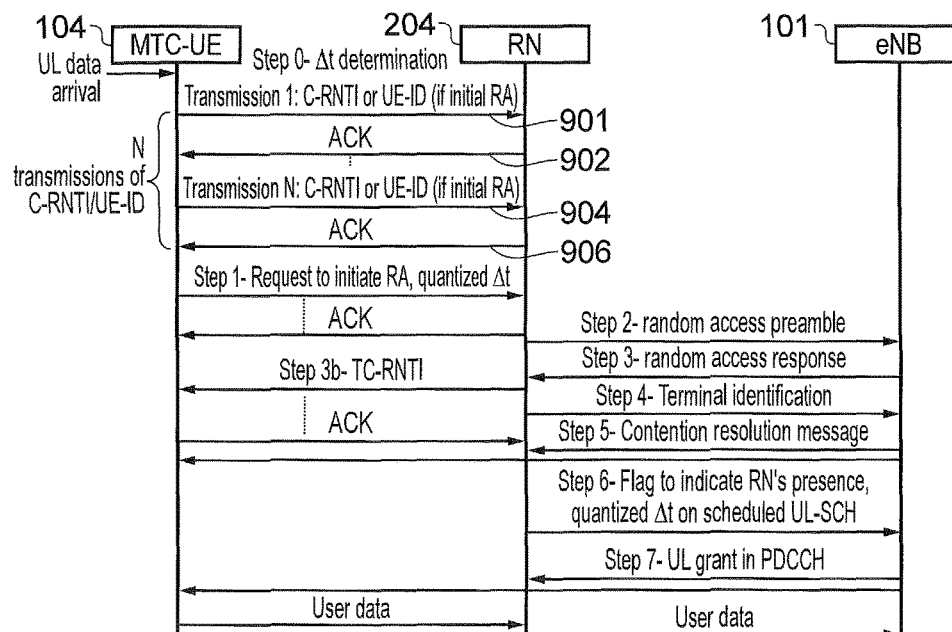 104
204
101
MTC-UE
RN
eNB
UL data
arrival
Step 0- Δt determination
Transmission 1: C-RNTI or UE-ID (if initial RA)
901
ACK
902
N
transmissions of
C-RNTI/UE-ID
Transmission N: C-RNTI or UE-ID (if initial RA)
904
ACK
906
Step 1- Request to initiate RA, quantized Δt
ACK
Step 2- random access preamble
Step 3- random access response
Step 3b- TC-RNTI
Step 4- Terminal identification
ACK
Step 5- Contention resolution message
Step 6- Flag to indicate RN's presence,
quantized Δt on scheduled UL-SCH
Step 7- UL grant in PDCCH
User data
User data